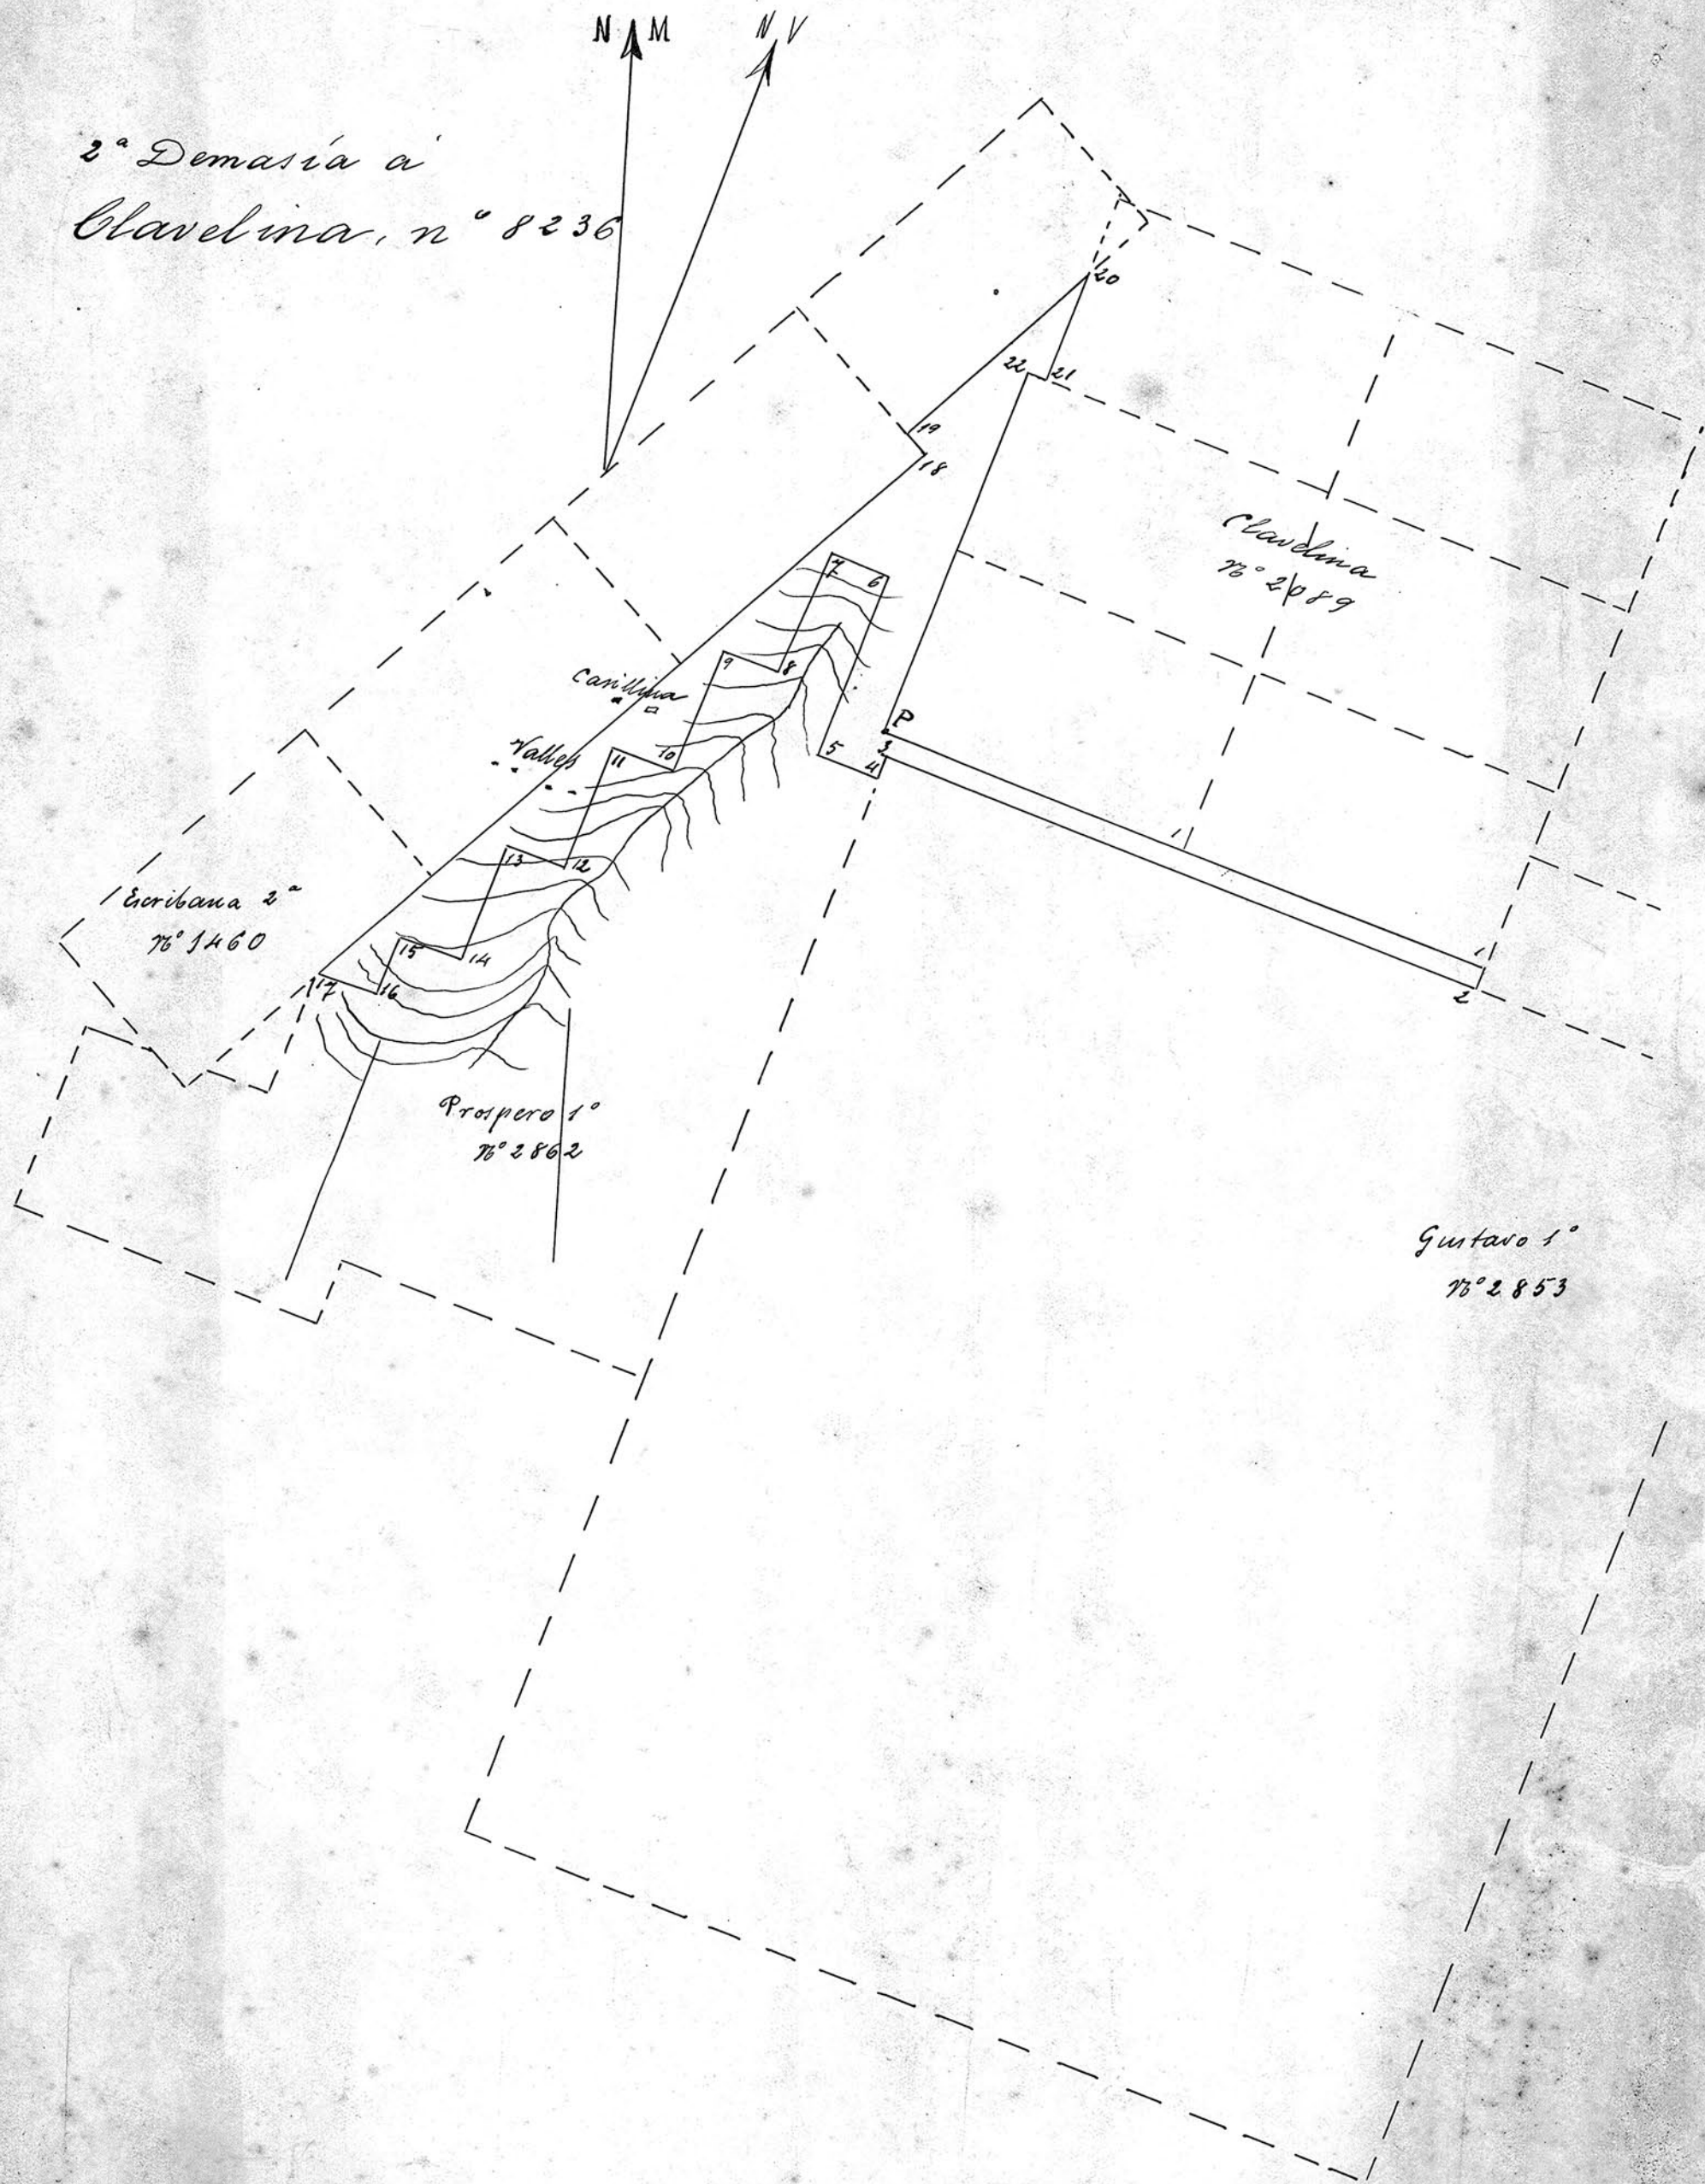 N M
N V
2ª Demasía á
Clavelina, nº 8236
20
22 21
19
18
Clavelina
Nº 2089
7 6
9 8
Casillina
P
3
4
5
Valles
11 10
13 12
1
Escribana 2ª
Nº 1460
15 14
17 16
1
2
Prospero 1º
Nº 2862
Gustavo 1º
Nº 2853